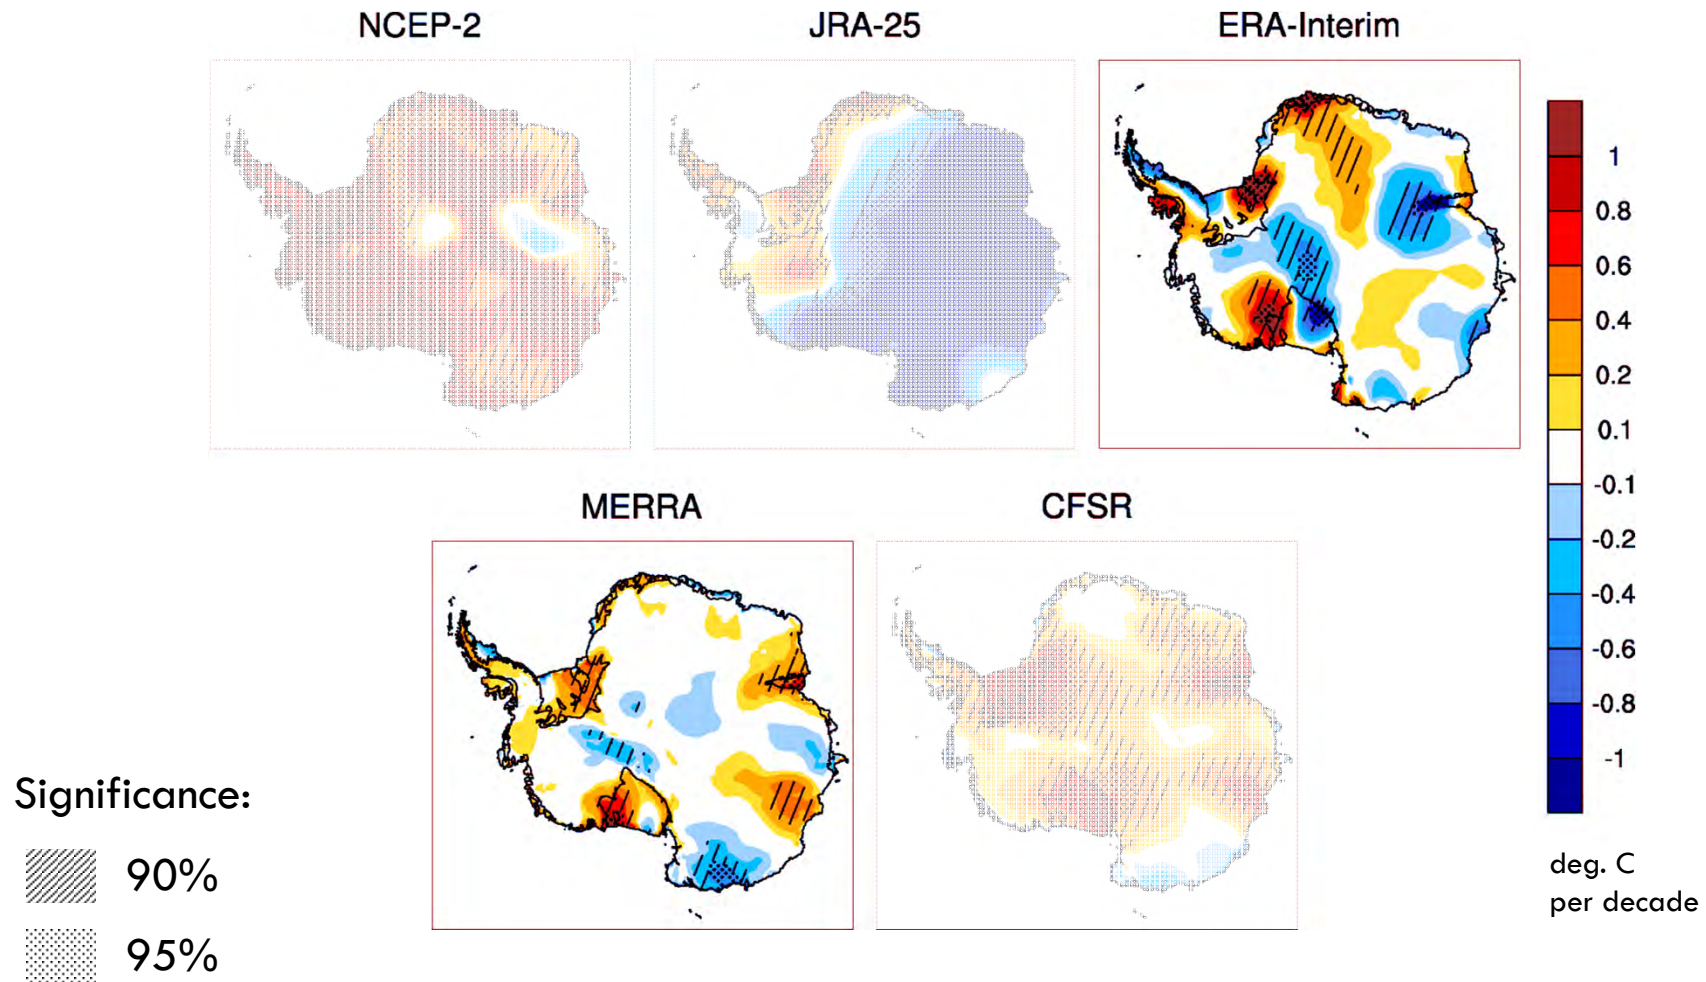 NCEP-2
JRA-25
ERA-Interim
1
0.8
0.6
0.4
0.2
0.1
-0.1
-0.2
-0.4
-0.6
-0.8
-1
deg. C
per decade
MERRA
CFSR
Significance:
90%
95%